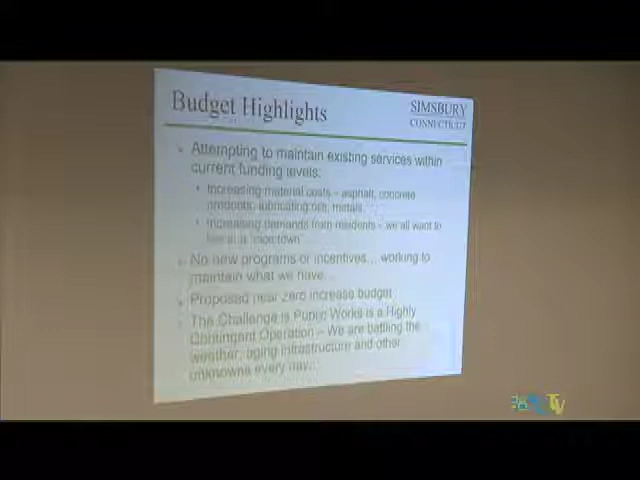 Budget Highlights
SIMSBURY
CONNECTICUT
Attempting to maintain existing services within
current funding levels:
Increasing material costs – asphalt, concrete
products, lubricating oils, metals...
Increasing demands from residents – we all want to
live in a "nice town"
No new programs or incentives... working to
maintain what we have...
Proposed near zero increase budget
The Challenge is Public Works is a Highly
Contingent Operation – We are battling the
weather, aging infrastructure and other
unknowns every day...
TV